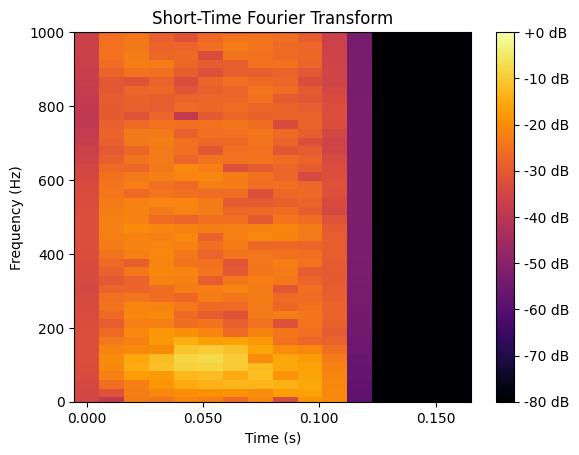 Short-Time Fourier Transform
Frequency (Hz)
1000
800
600
400
200
0
0.000
0.050
0.100
0.150
Time (s)
+0 dB
-10 dB
-20 dB
-30 dB
-40 dB
-50 dB
-60 dB
-70 dB
-80 dB